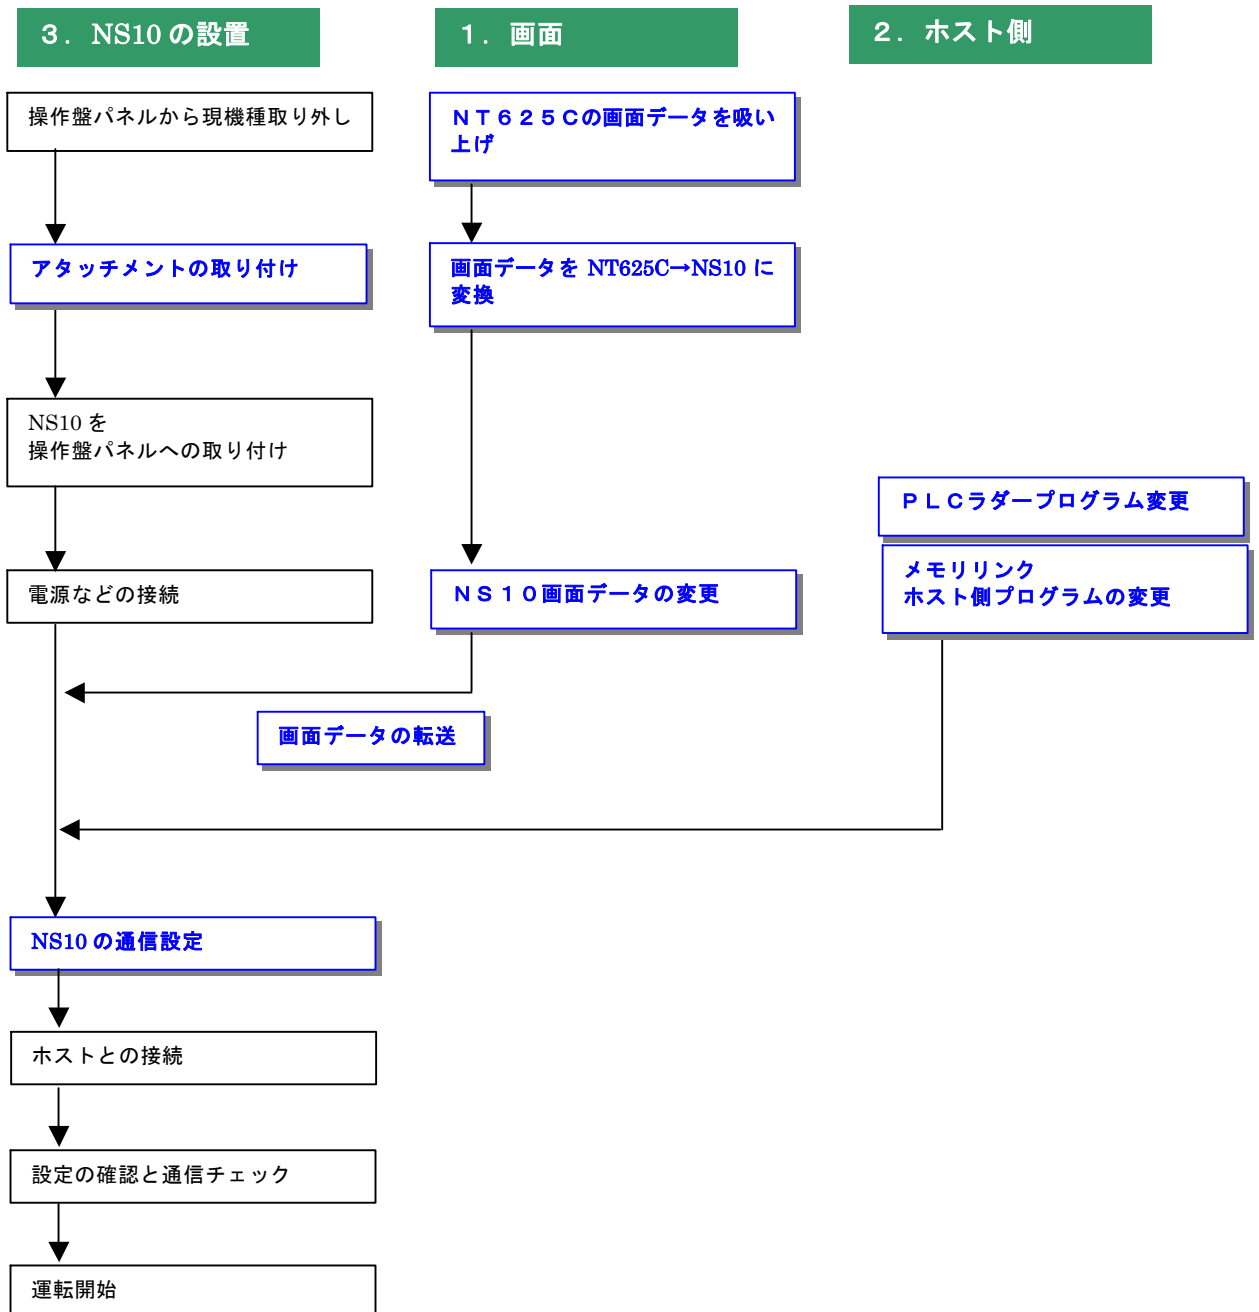 ３．NS10 の設置
１．画面
２．ホスト側
操作盤パネルから現機種取り外し
ＮＴ６２５Ｃの画面データを吸い
上げ
アタッチメントの取り付け
画面データを NT625C→NS10 に
変換
NS10 を
操作盤パネルへの取り付け
ＰＬＣラダープログラム変更
メモリリンク
ホスト側プログラムの変更
電源などの接続
ＮＳ１０画面データの変更
画面データの転送
NS10 の通信設定
ホストとの接続
設定の確認と通信チェック
運転開始